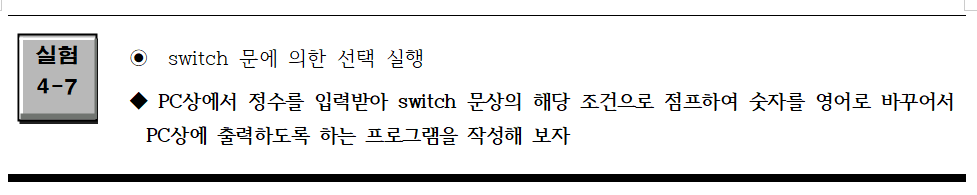 실험
4-7
◉ switch 문에 의한 선택 실행
◆ PC상에서 정수를 입력받아 switch 문상의 해당 조건으로 점프하여 숫자를 영어로 바꾸어서
PC상에 출력하도록 하는 프로그램을 작성해 보자